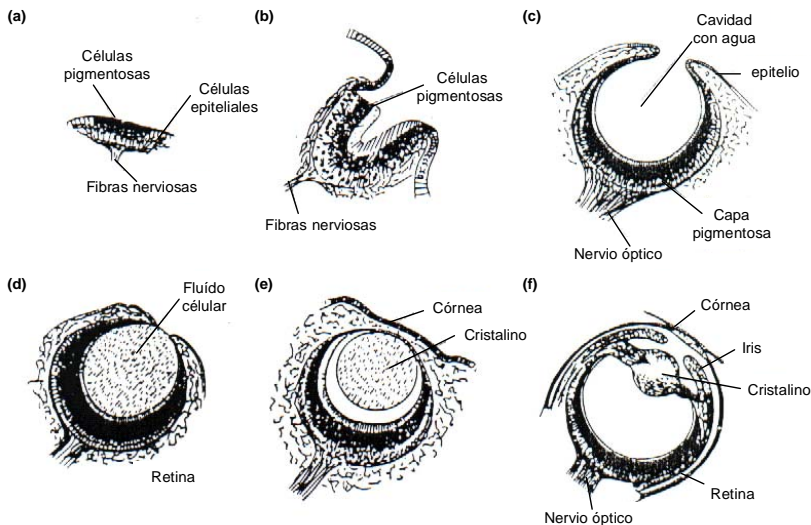 (a)
Células
pigmentosas
Células
epiteliales
Fibras nerviosas
(b)
Células
pigmentosas
Fibras nerviosas
(c)
Cavidad
con agua
epitelio
Capa
pigmentosa
Nervio óptico
(d)
Fluído
célular
Retina
(e)
Córnea
Cristalino
(f)
Córnea
Iris
Cristalino
Retina
Nervio óptico